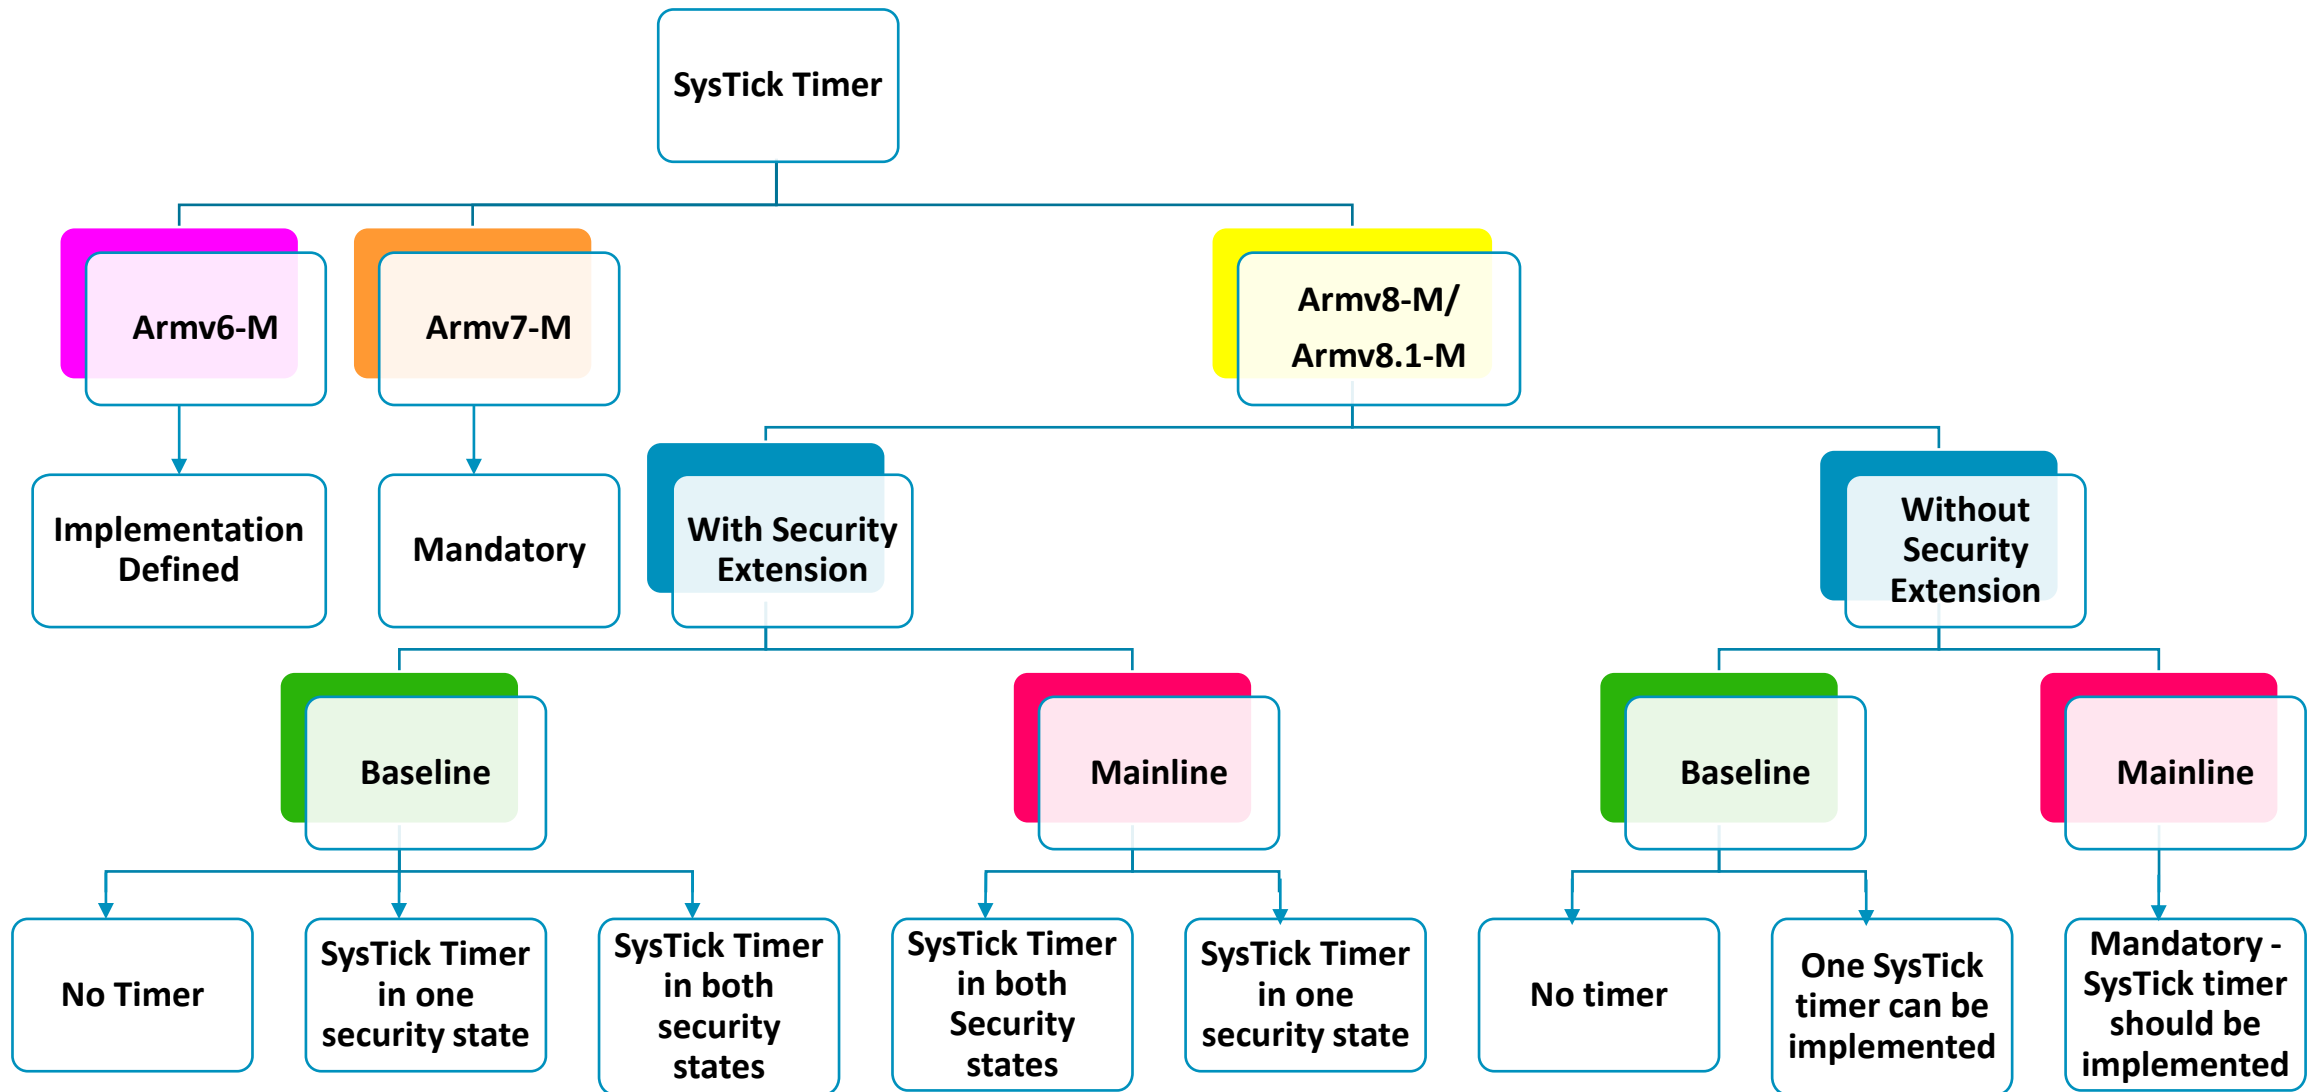 SysTick Timer
Armv6-M
Armv7-M
Armv8-M/
Armv8.1-M
Implementation
Defined
Mandatory
With Security
Extension
Without
Security
Extension
Baseline
Mainline
Baseline
Mainline
No Timer
SysTick Timer
in one
security state
SysTick Timer
in both
security
states
SysTick Timer
in both
Security
states
SysTick Timer
in one
security state
No timer
One SysTick
timer can be
implemented
Mandatory -
SysTick timer
should be
implemented